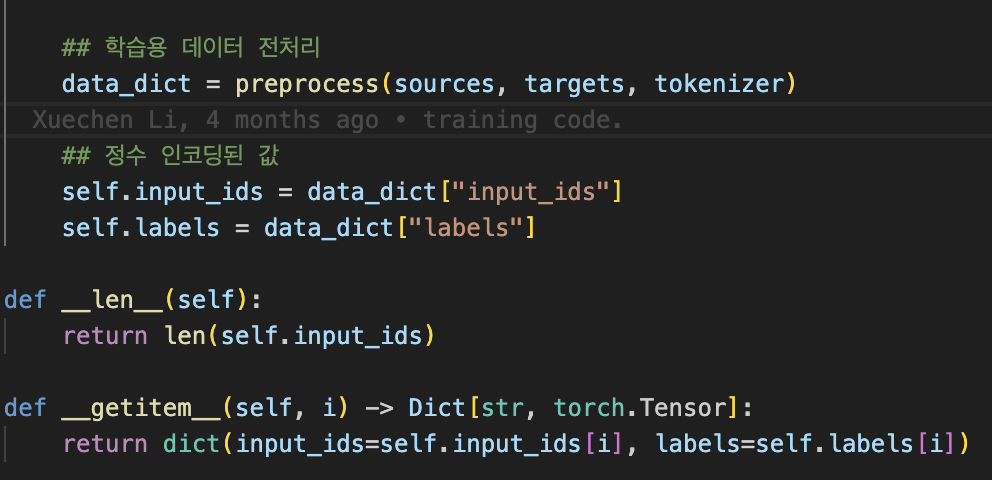 ## 학습용 데이터 전처리
data_dict = preprocess(sources, targets, tokenizer)
Xuechen Li, 4 months ago • training code.
## 정수 인코딩된 값
self.input_ids = data_dict["input_ids"]
self.labels = data_dict["labels"]
def __len__(self):
return len(self.input_ids)
def __getitem__(self, i) -> Dict[str, torch.Tensor]:
return dict(input_ids=self.input_ids[i], labels=self.labels[i])